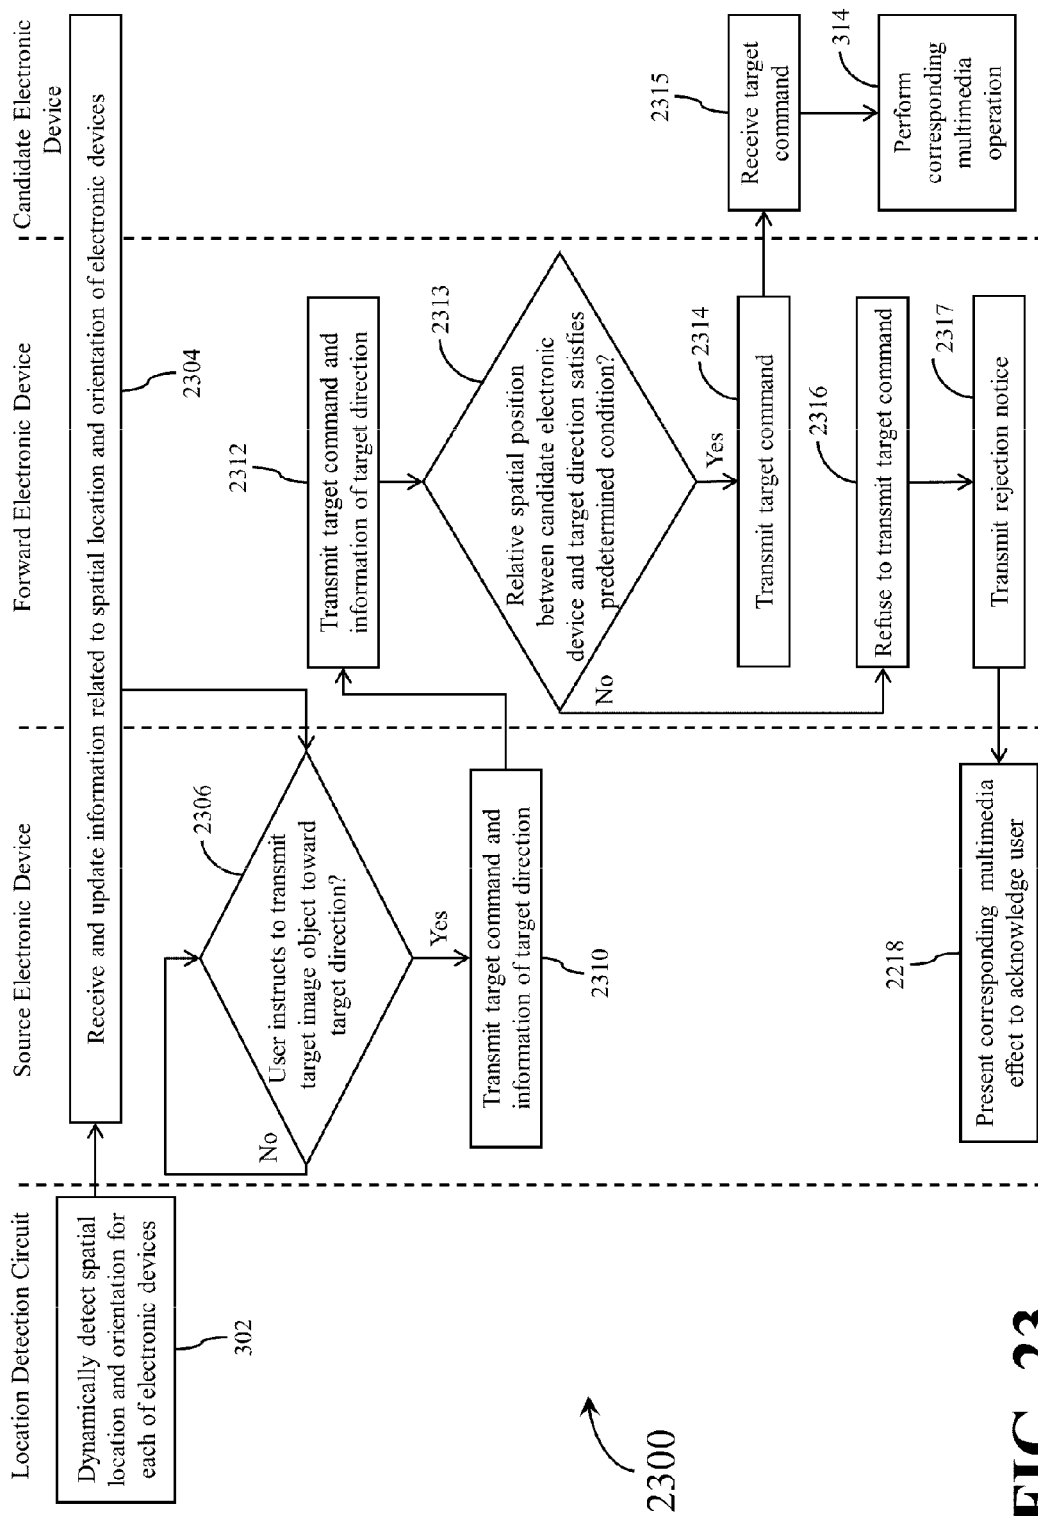 Location Detection Circuit
Source Electronic Device
Forward Electronic Device
Candidate Electronic
Device
Dynamically detect spatial
location and orientation for
each of electronic devices
302
Receive and update information related to spatial location and orientation of electronic devices
2304
User instructs to transmit
target image object toward
target direction?
2306
No
Yes
Transmit target command and
information of target direction
2310
Transmit target command and
information of target direction
2312
Relative spatial position
between candidate electronic
device and target direction satisfies
predetermined condition?
2313
No
Yes
Transmit target command
2314
Receive target
command
2315
Perform
corresponding
multimedia
operation
314
Refuse to transmit target command
2316
Transmit rejection notice
2317
Present corresponding multimedia
effect to acknowledge user
2218
2300
FIG. 23